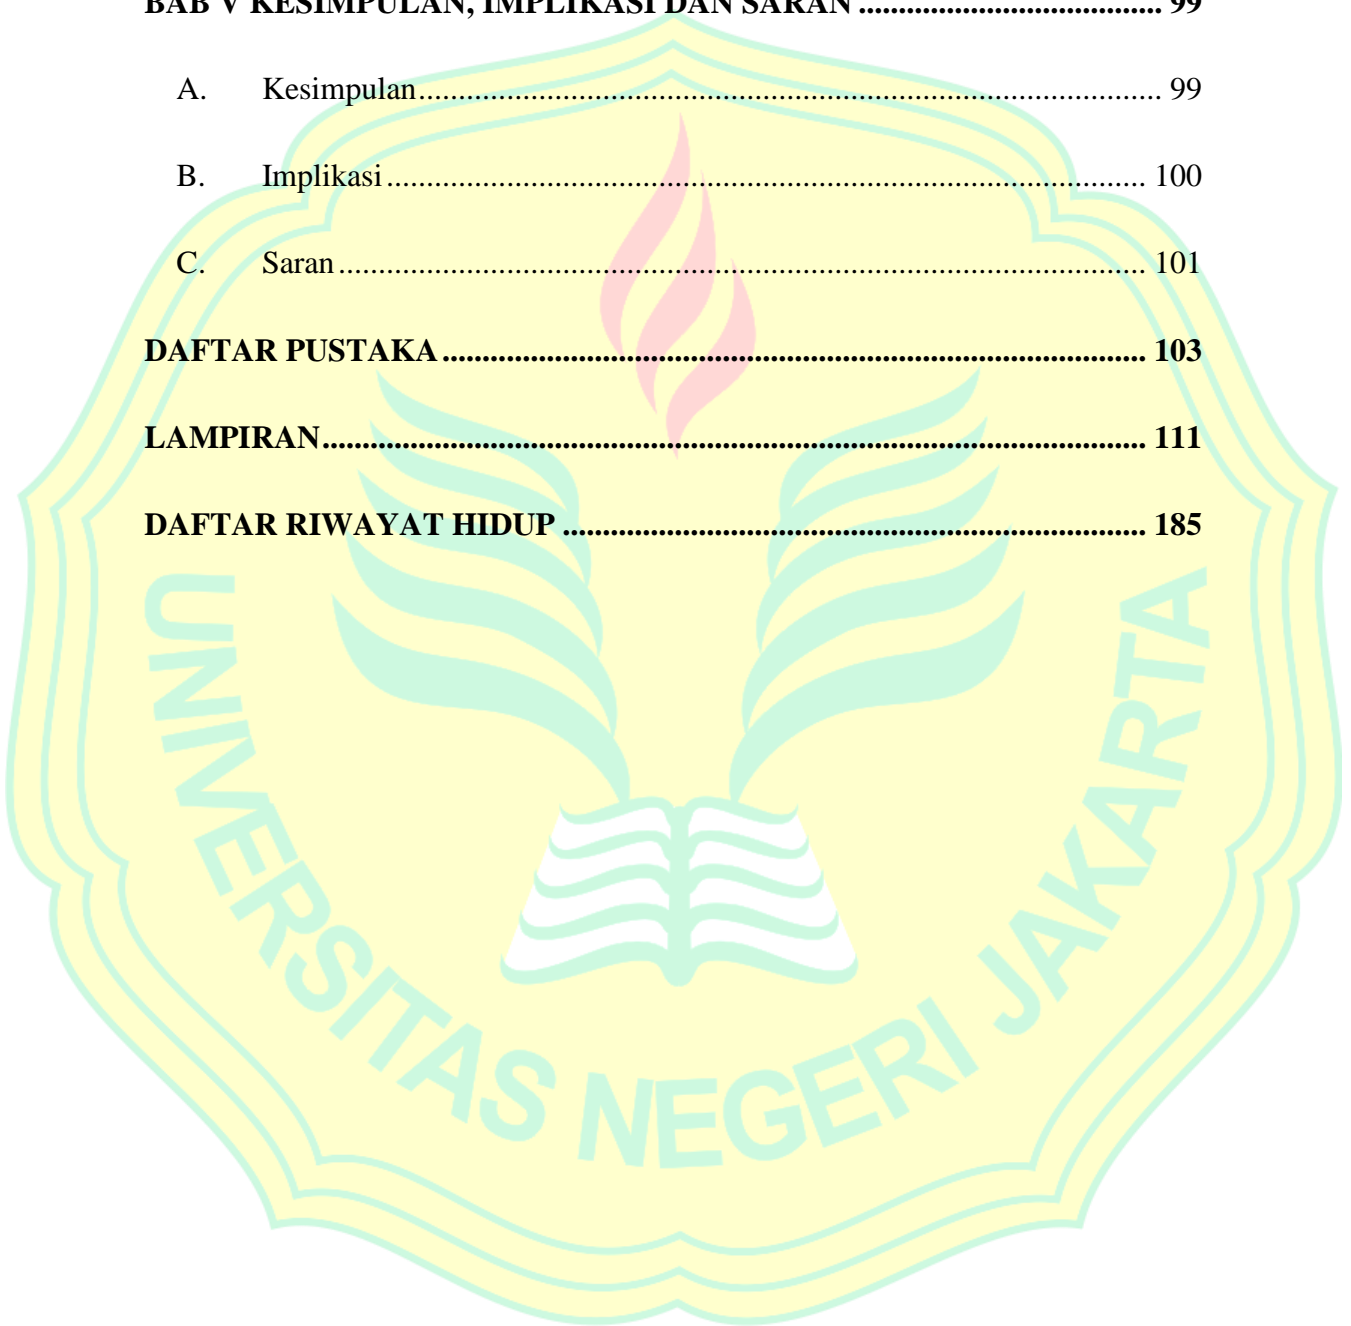 BAB V KESIMPULAN, IMPLIKASI DAN SARAN ...................................... 99
A. Kesimpulan............................................................................................. 99
B. Implikasi............................................................................................... 100
C. Saran..................................................................................................... 101
DAFTAR PUSTAKA........................................................................................ 103
LAMPIRAN....................................................................................................... 111
DAFTAR RIWAYAT HIDUP ......................................................................... 185
UNIVERSITAS NEGERI JAKARTA